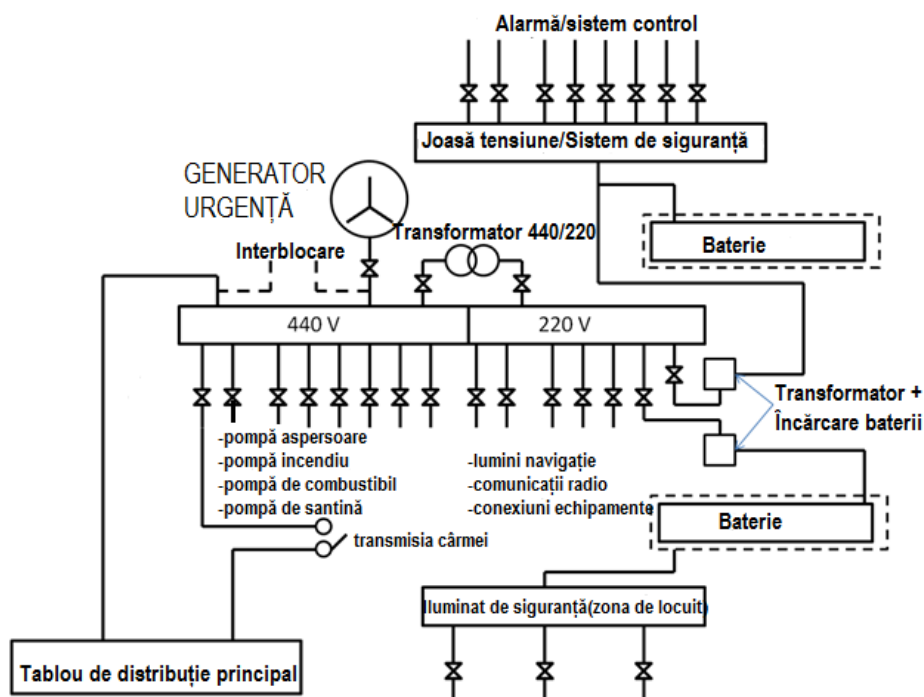 Alarmă/sistem control
Joasă tensiune/Sistem de siguranță
GENERATOR
URGENȚĂ
Transformator 440/220
Interblocare
Baterie
440 V
220 V
Transformator +
Încărcare baterii
-pompă aspersoare
-pompă incendiu
-pompă de combustibil
-pompă de santină
-lumini navigație
-comunicații radio
-conexiuni echipamente
Baterie
transmisia cârmei
Iluminat de siguranță(zona de locuit)
Tablou de distribuție principal